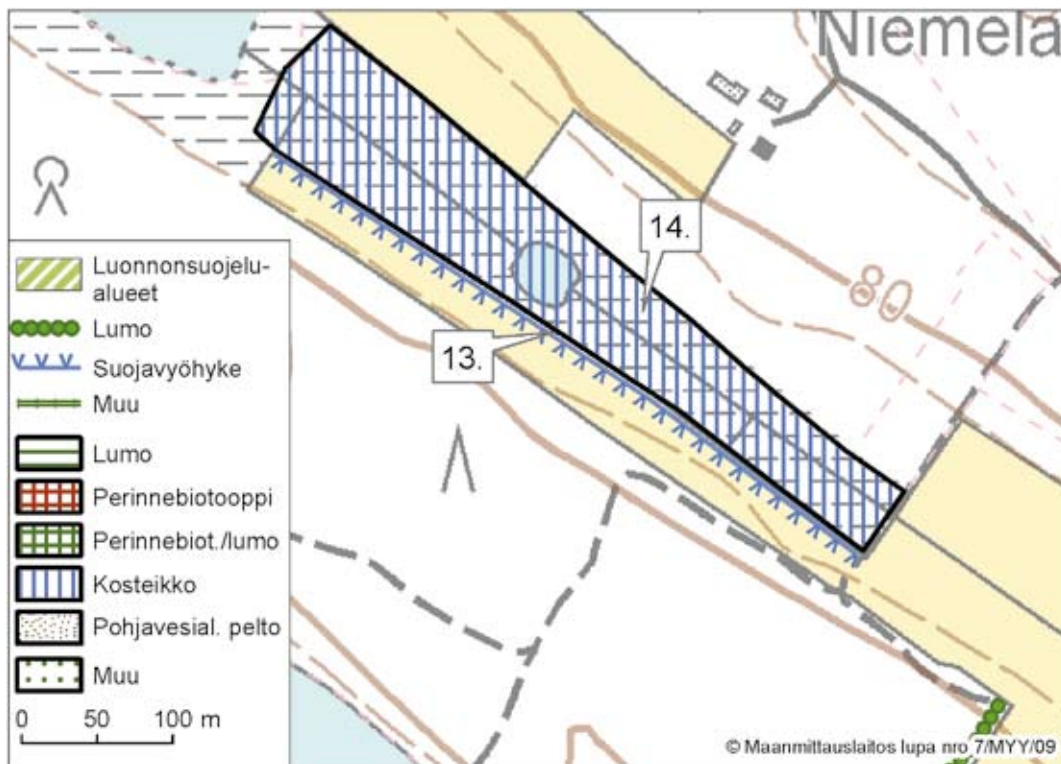 Niemelä
14.
80
13.
Luonnonsuojelu-
alueet
Lumo
Suojavyöhyke
Muu
Lumo
Perinnebiotooppi
Perinnebiot./lumo
Kosteikko
Pohjavesial. pelto
Muu
0 50 100 m
© Maanmittauslaitos lupa nro 7/MYY/09